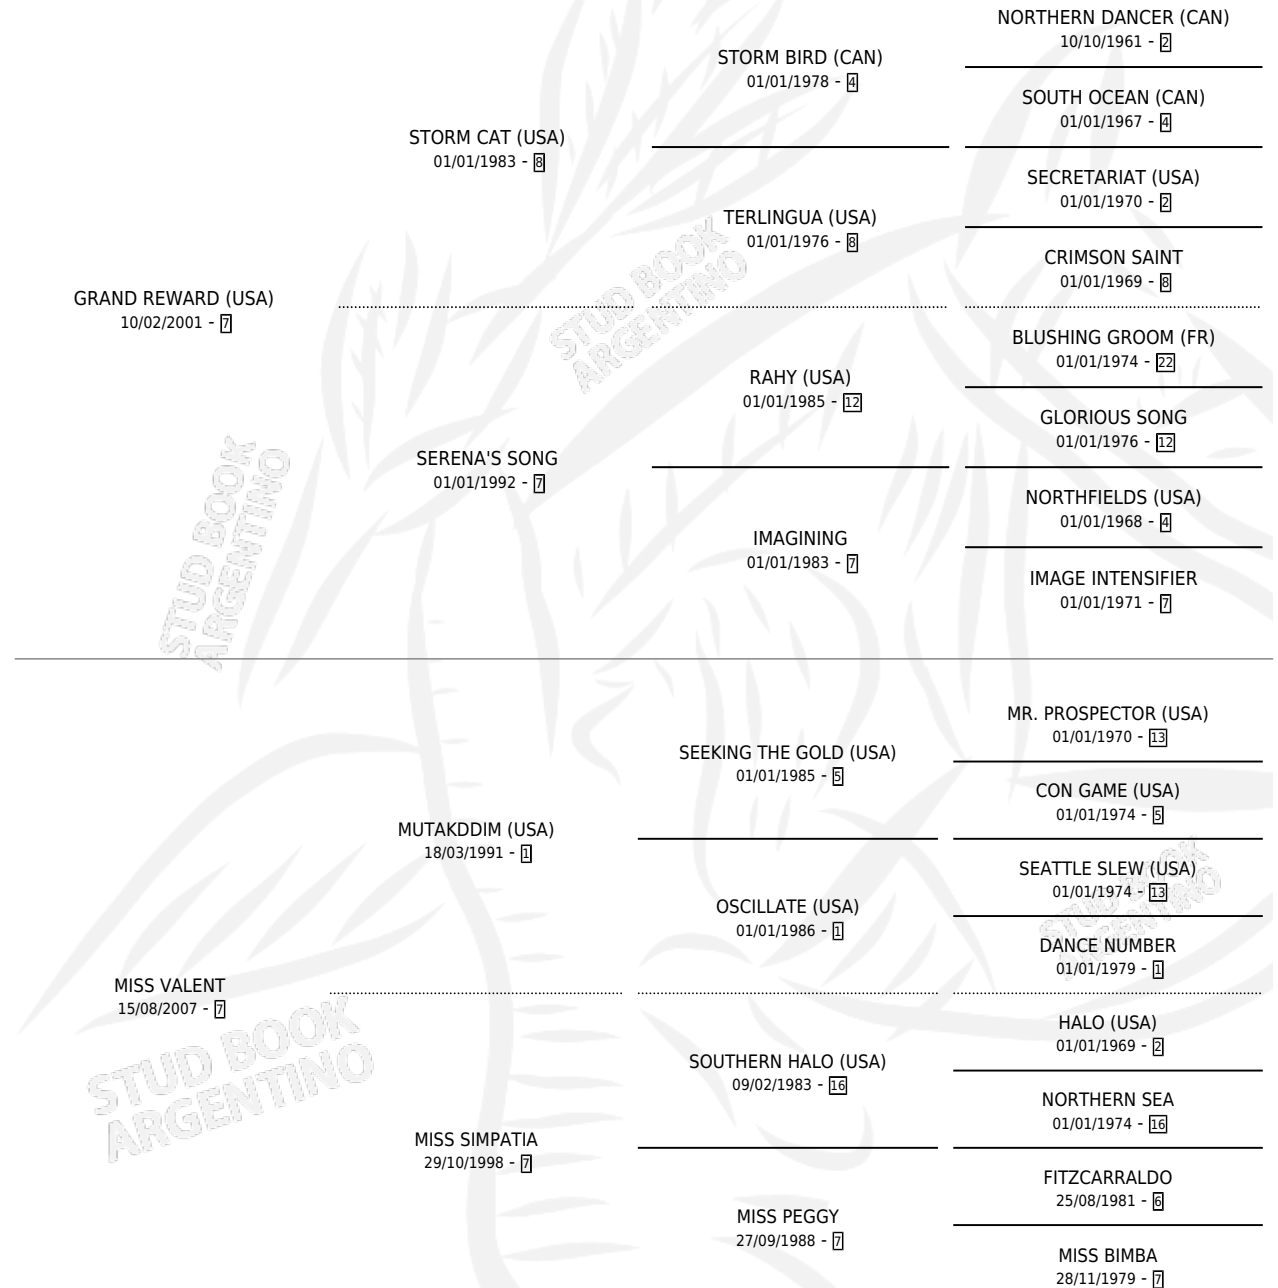 NORTHERN DANCER (CAN)
10/10/1961 - 2
STORM BIRD (CAN)
01/01/1978 - 4
SOUTH OCEAN (CAN)
01/01/1967 - 4
STORM CAT (USA)
01/01/1983 - 8
SECRETARIAT (USA)
01/01/1970 - 2
TERLINGUA (USA)
01/01/1976 - 8
CRIMSON SAINT
01/01/1969 - 8
GRAND REWARD (USA)
10/02/2001 - 7
BLUSHING GROOM (FR)
01/01/1974 - 22
RAHY (USA)
01/01/1985 - 12
GLORIOUS SONG
01/01/1976 - 12
SERENA'S SONG
01/01/1992 - 7
NORTHFIELDS (USA)
01/01/1968 - 4
IMAGINING
01/01/1983 - 7
IMAGE INTENSIFIER
01/01/1971 - 7
MR. PROSPECTOR (USA)
01/01/1970 - 13
SEEKING THE GOLD (USA)
01/01/1985 - 5
CON GAME (USA)
01/01/1974 - 5
MUTAKDDIM (USA)
18/03/1991 - 1
SEATTLE SLEW (USA)
01/01/1974 - 13
OSCILLATE (USA)
01/01/1986 - 1
DANCE NUMBER
01/01/1979 - 1
MISS VALENT
15/08/2007 - 7
HALO (USA)
01/01/1969 - 2
SOUTHERN HALO (USA)
09/02/1983 - 16
NORTHERN SEA
01/01/1974 - 16
MISS SIMPATIA
29/10/1998 - 7
FITZCARRALDO
25/08/1981 - 6
MISS PEGGY
27/09/1988 - 7
MISS BIMBA
28/11/1979 - 7
STUD BOOK
ARGENTINO
STUD BOOK
ARGENTINO
STUD BOOK
ARGENTINO
STUD BOOK
ARGENTINO